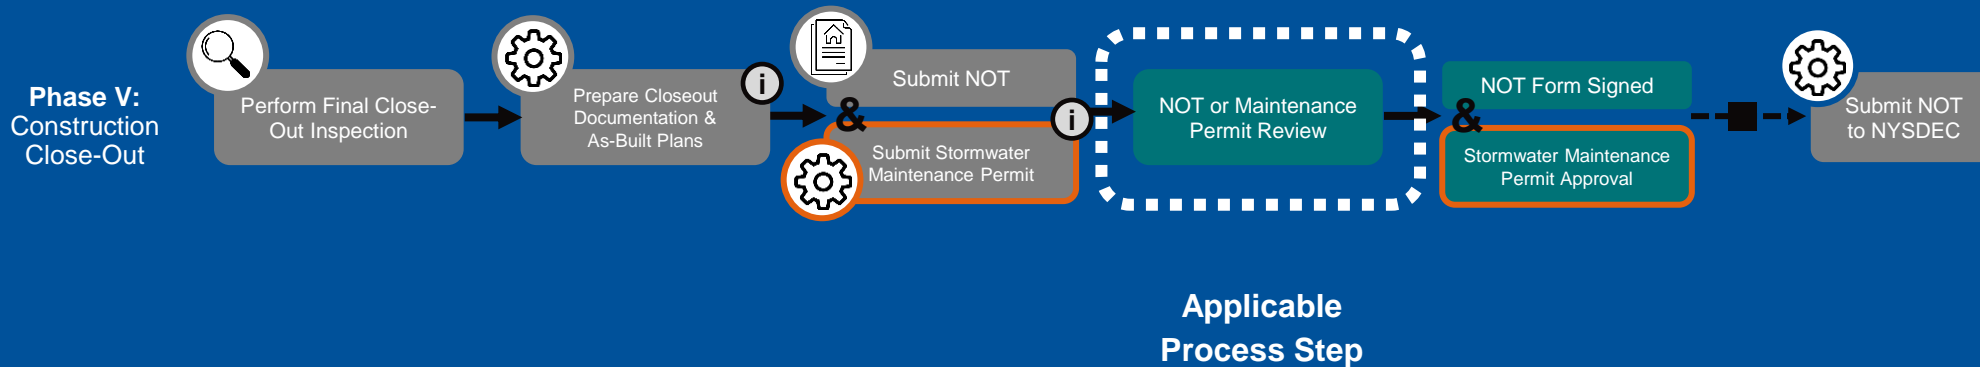 Phase V:
Construction
Close-Out
Perform Final Close-
Out Inspection
Prepare Closeout
Documentation &
As-Built Plans
i
Submit NOT
&
Submit Stormwater
Maintenance Permit
i
NOT or Maintenance
Permit Review
NOT Form Signed
&
Stormwater Maintenance
Permit Approval
Submit NOT
to NYSDEC
Applicable
Process Step